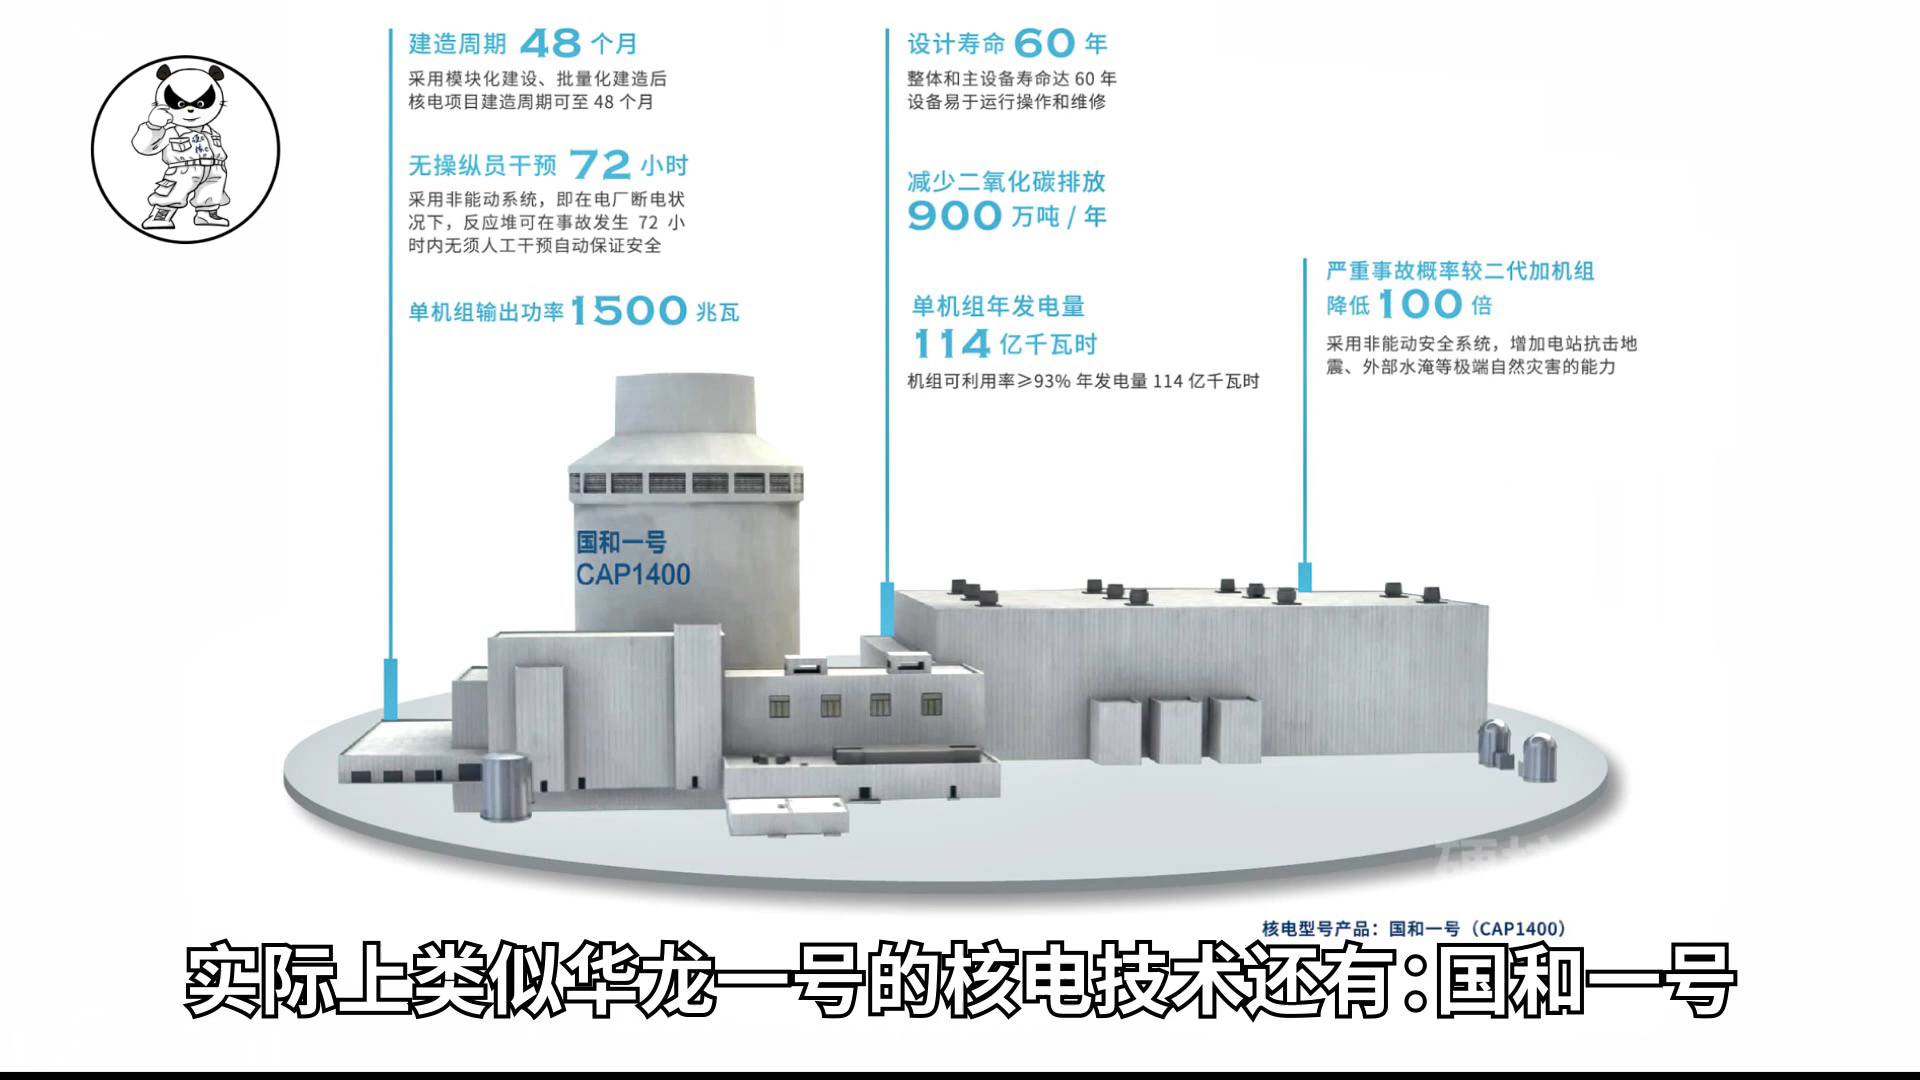 建造周期 48 个月
采用模块化建设、批量化建造后
核电项目建造周期可至 48 个月
无操纵员干预 72 小时
采用非能动系统，即在电厂断电状
况下，反应堆可在事故发生 72 小
时内无须人工干预自动保证安全
单机组输出功率 1500 兆瓦
设计寿命 60 年
整体和主设备寿命达 60 年
设备易于运行操作和维修
减少二氧化碳排放
900 万吨 / 年
单机组年发电量
114 亿千瓦时
机组可利用率≥93% 年发电量 114 亿千瓦时
严重事故概率较二代加机组
降低 100 倍
采用非能动安全系统，增加电站抗击地
震、外部水淹等极端自然灾害的能力
国和一号
CAP1400
核电型号产品：国和一号（CAP1400）
实际上类似华龙一号的核电技术还有：国和一号